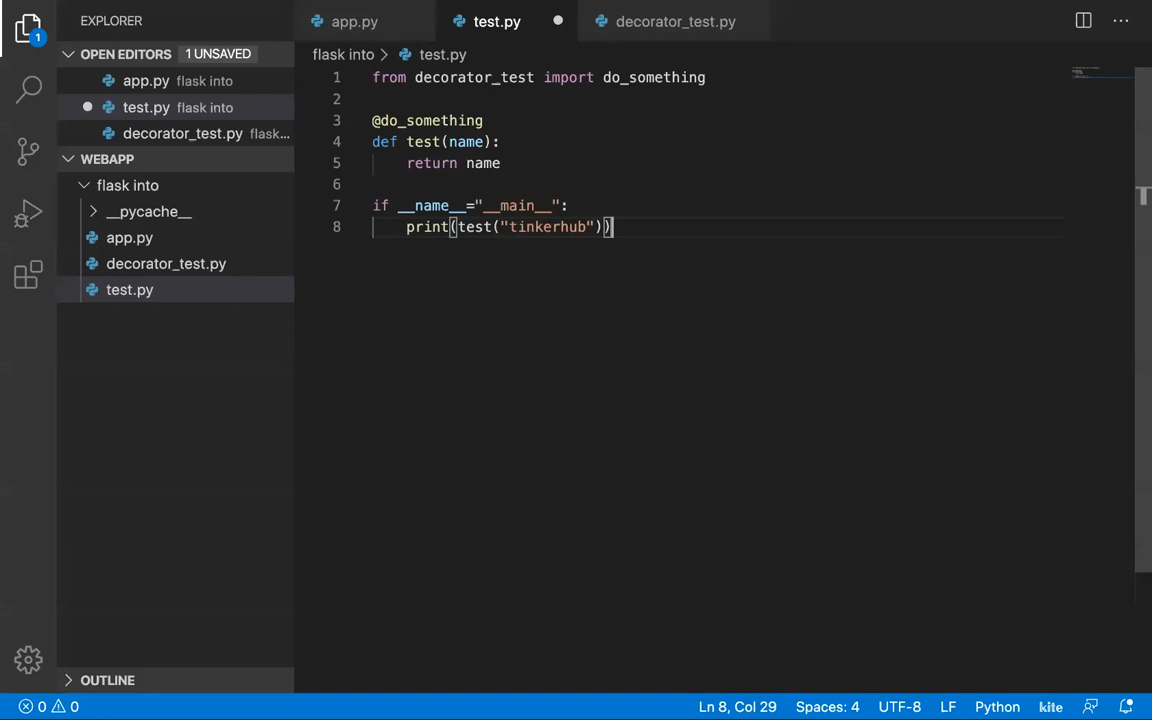 EXPLORER
app.py
test.py
decorator_test.py
OPEN EDITORS 1 UNSAVED
flask into
test.py
app.py flask into
test.py flask into
decorator_test.py flask...
WEBAPP
flask into
__pycache__
app.py
decorator_test.py
test.py
1 from decorator_test import do_something
2
3 @do_something
4 def test(name):
5     return name
6
7 if __name__="__main__":
8     print(test("tinkerhub"))
OUTLINE
1
0 0
Ln 8, Col 29 Spaces: 4 UTF-8 LF Python kite